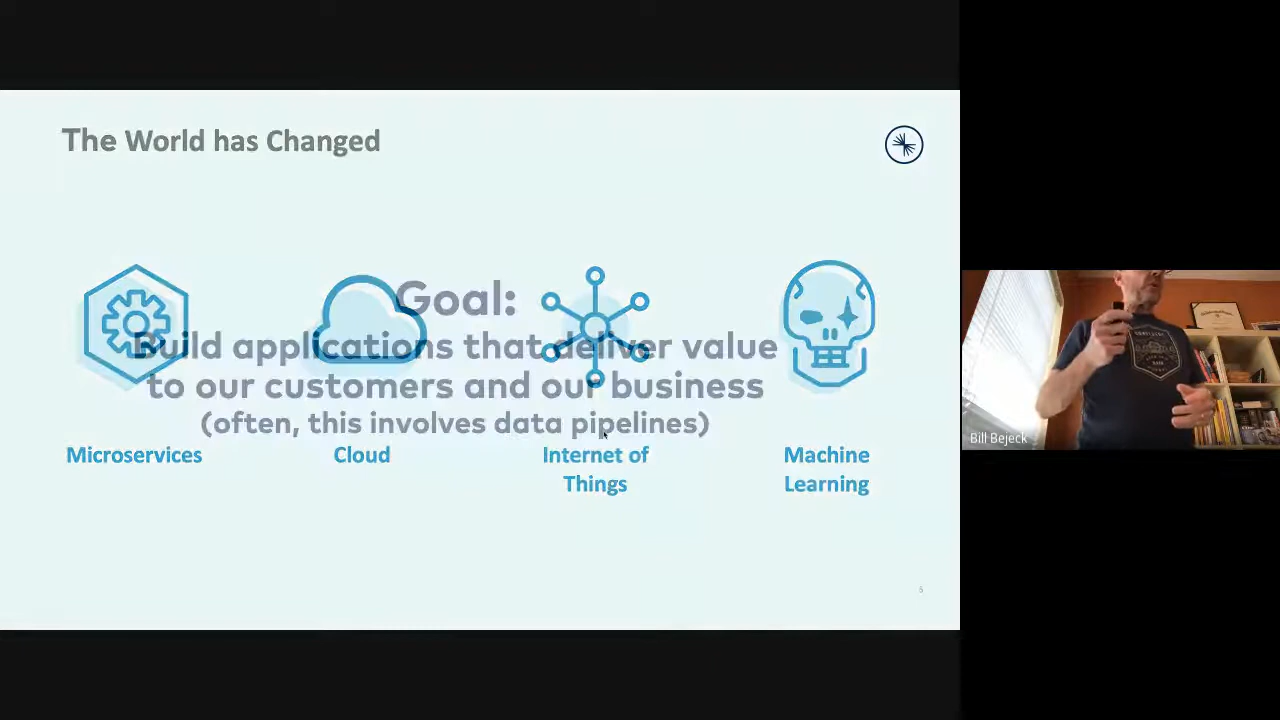 The World has Changed
Goal:
Build applications that deliver value
to our customers and our business
(often, this involves data pipelines)
Microservices
Cloud
Internet of
Things
Machine
Learning
Bill Bejeck